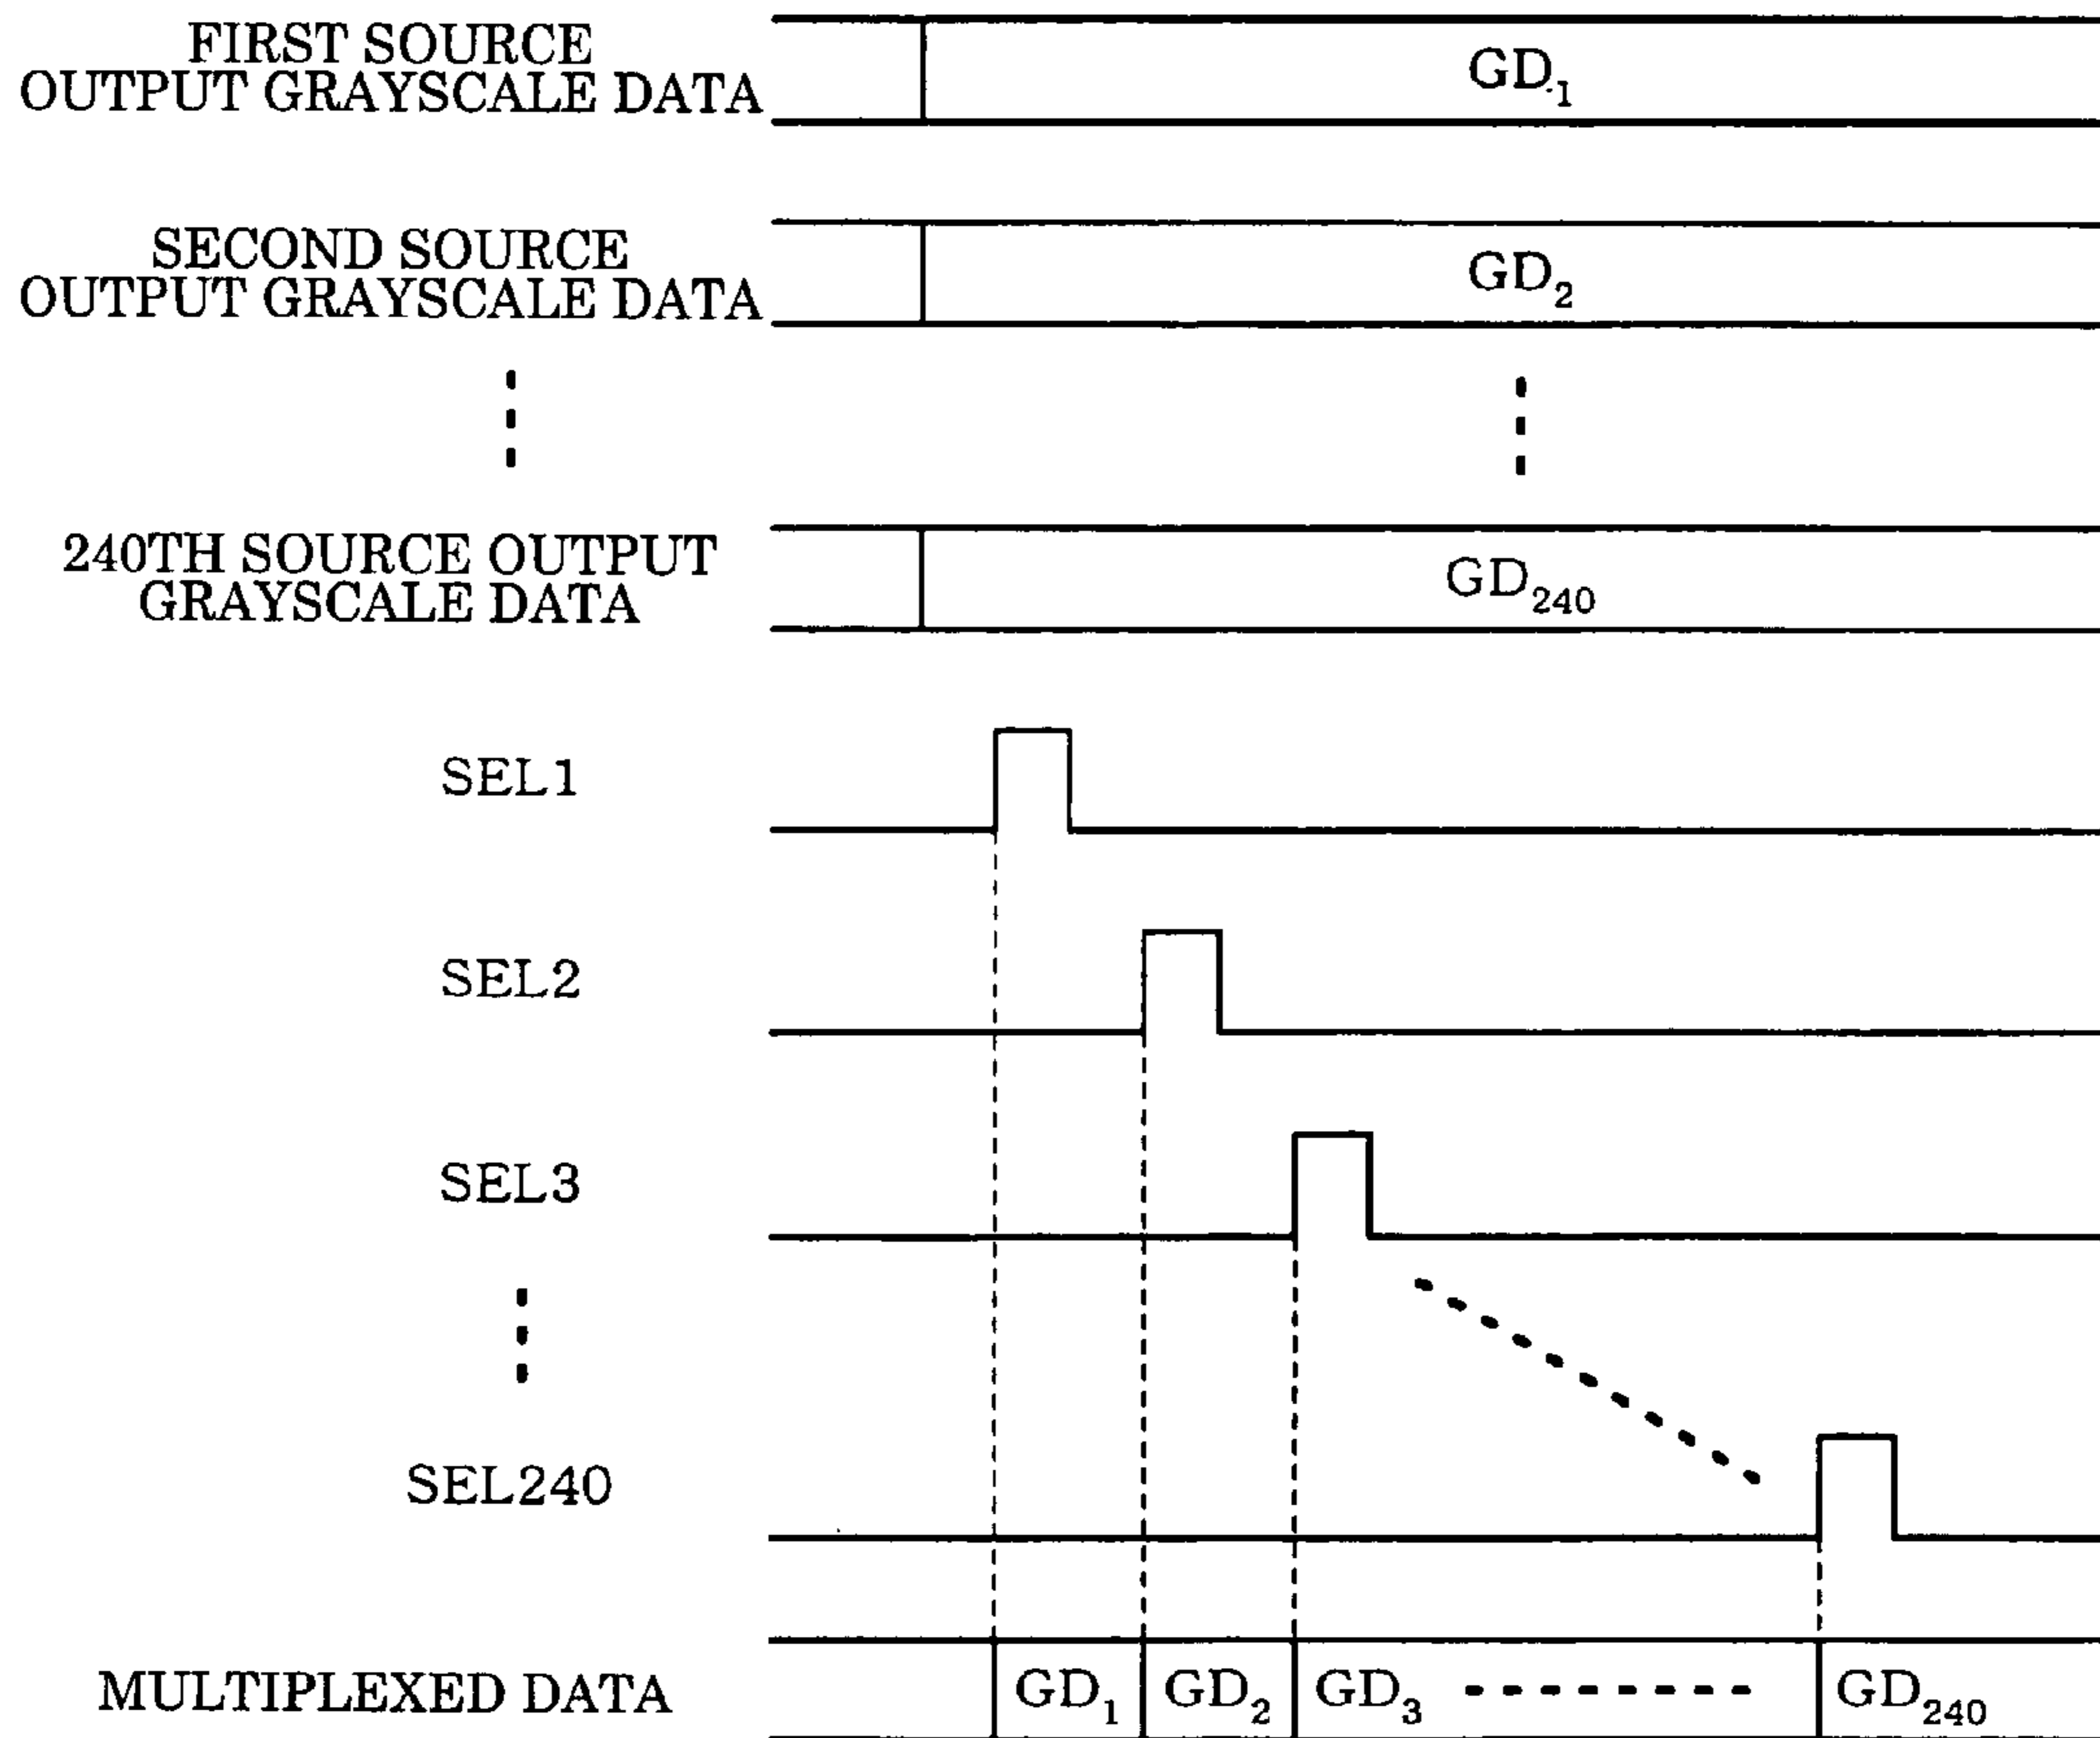 FIRST SOURCE
OUTPUT GRAYSCALE DATA
GD₁
SECOND SOURCE
OUTPUT GRAYSCALE DATA
GD₂
240TH SOURCE OUTPUT
GRAYSCALE DATA
GD₂₄₀
SEL1
SEL2
SEL3
SEL240
MULTIPLEXED DATA
GD₁ GD₂ GD₃ GD₂₄₀